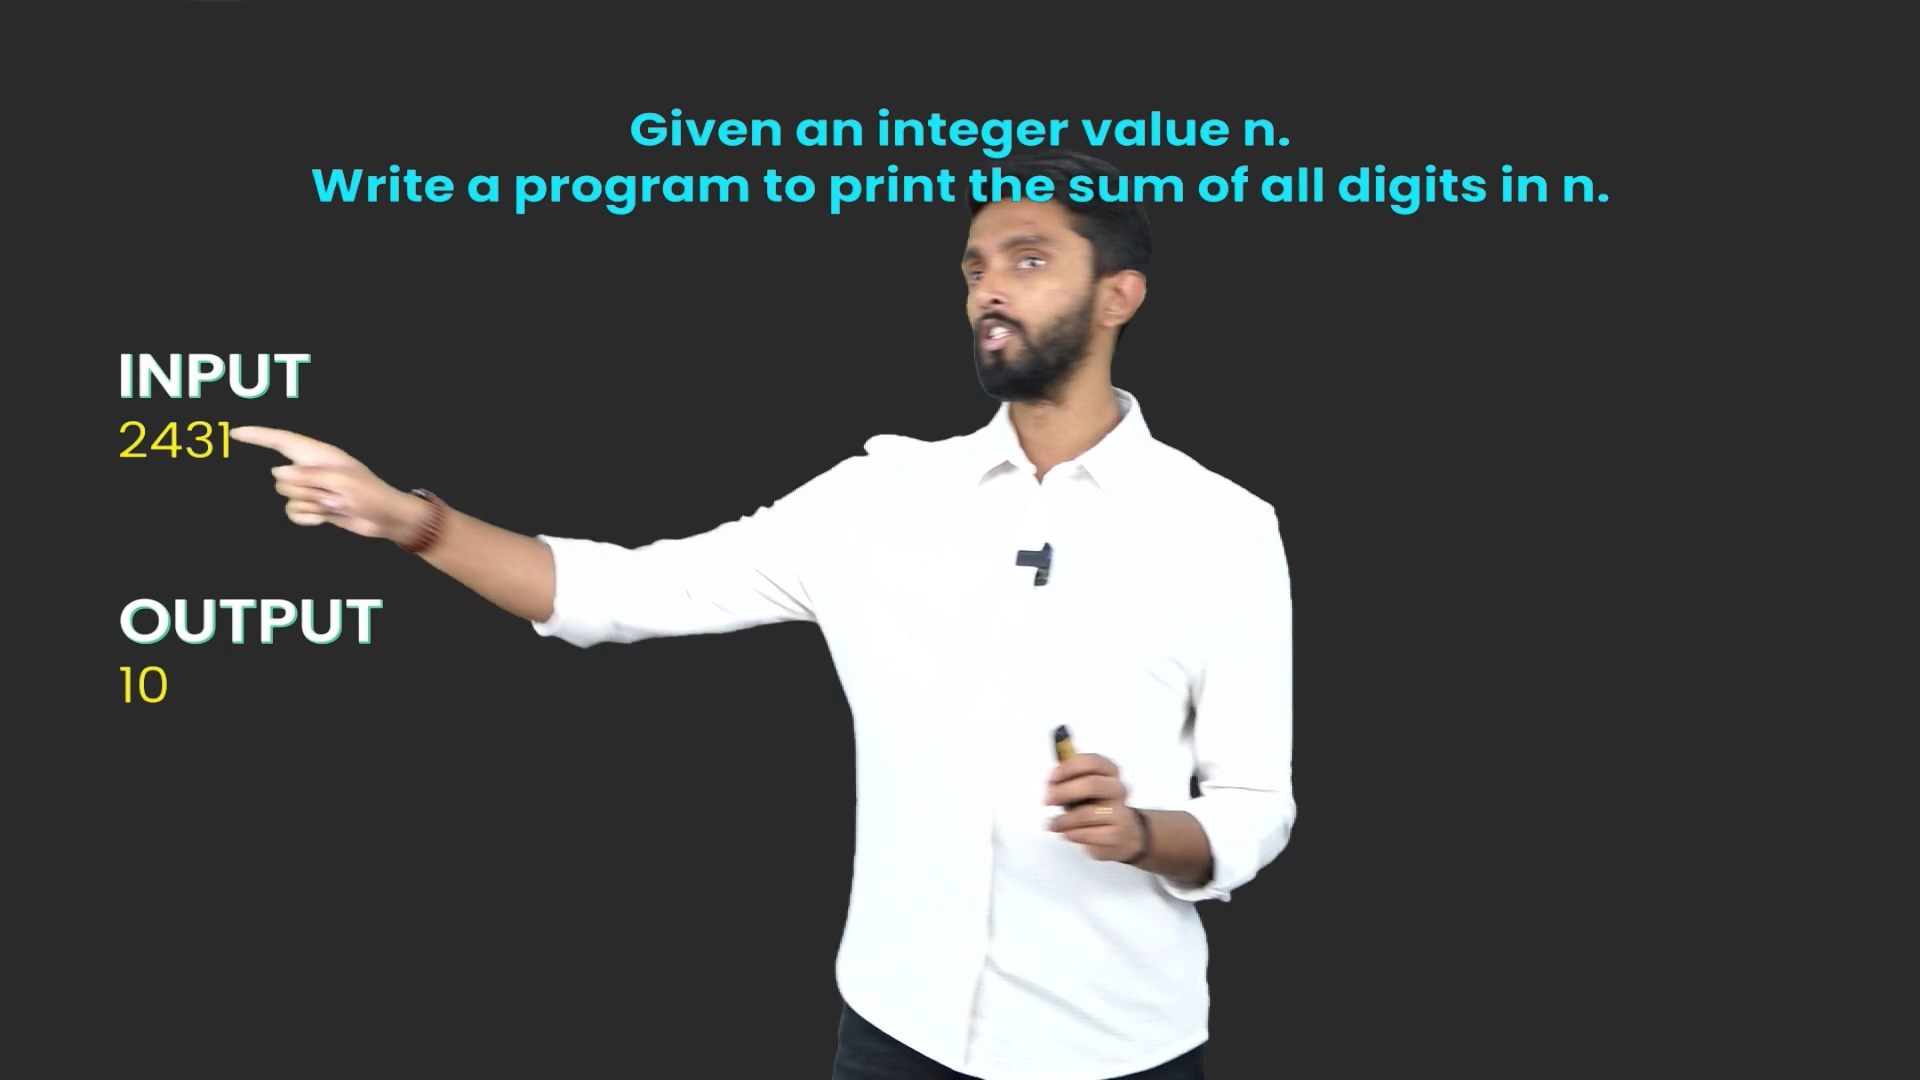 Given an integer value n.
Write a program to print the sum of all digits in n.
INPUT
2431
OUTPUT
10